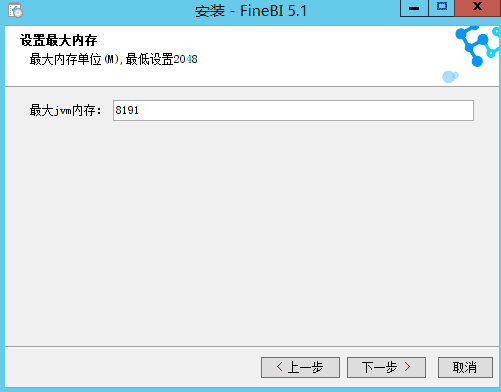 安装 - FineBI 5.1
设置最大内存
最大内存单位(M),最低设置2048
最大jvm内存: 8191
< 上一步
下一步 >
取消